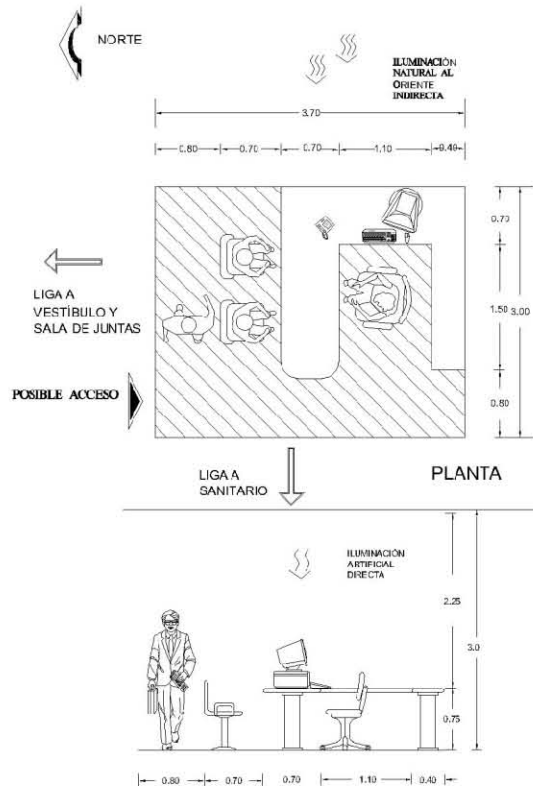 NORTE
ILUMINACIÓN
NATURAL AL
ORIENTE
INDIRECTA
3.70
0.80
0.70
0.70
1.10
0.40
0.70
1.50
3.00
0.80
LIGA A
VESTÍBULO Y
SALA DE JUNTAS
POSIBLE ACCESO
LIGA A
SANITARIO
PLANTA
ILUMINACIÓN
ARTIFICIAL
DIRECTA
2.25
3.0
0.75
0.80
0.70
0.70
1.10
0.40